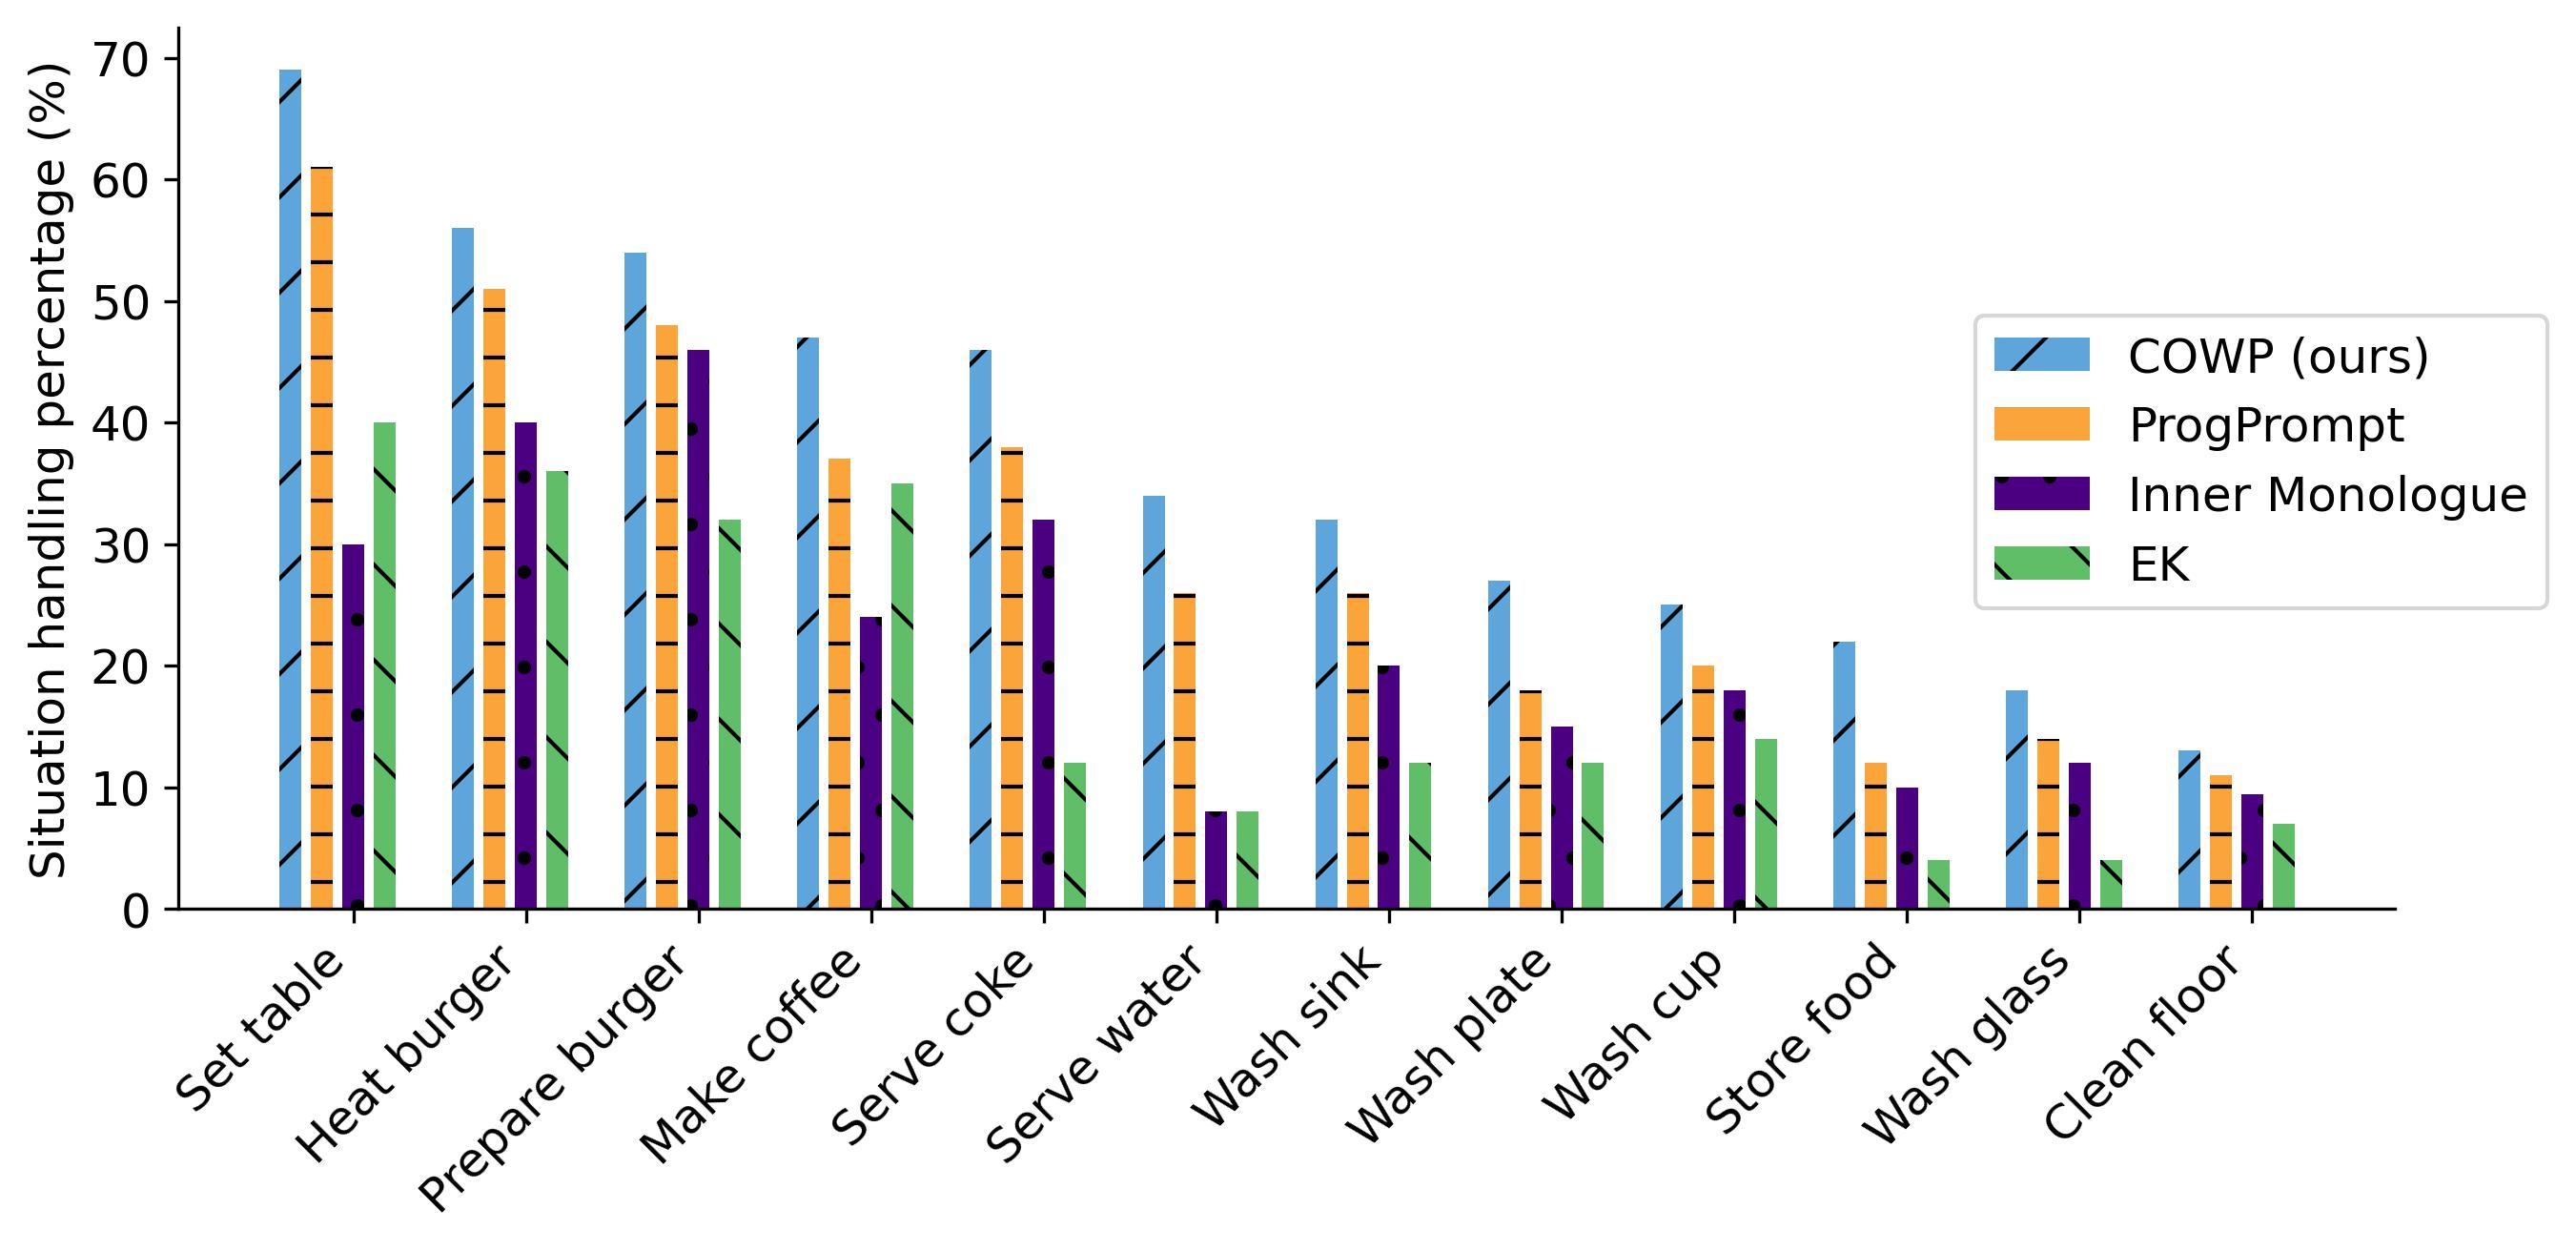 Situation handling percentage (%)
70
60
50
40
30
20
10
0
COWP (ours)
ProgPrompt
Inner Monologue
EK
Set table
Heat burger
Prepare burger
Make coffee
Serve coke
Serve water
Wash sink
Wash plate
Wash cup
Store food
Wash glass
Clean floor